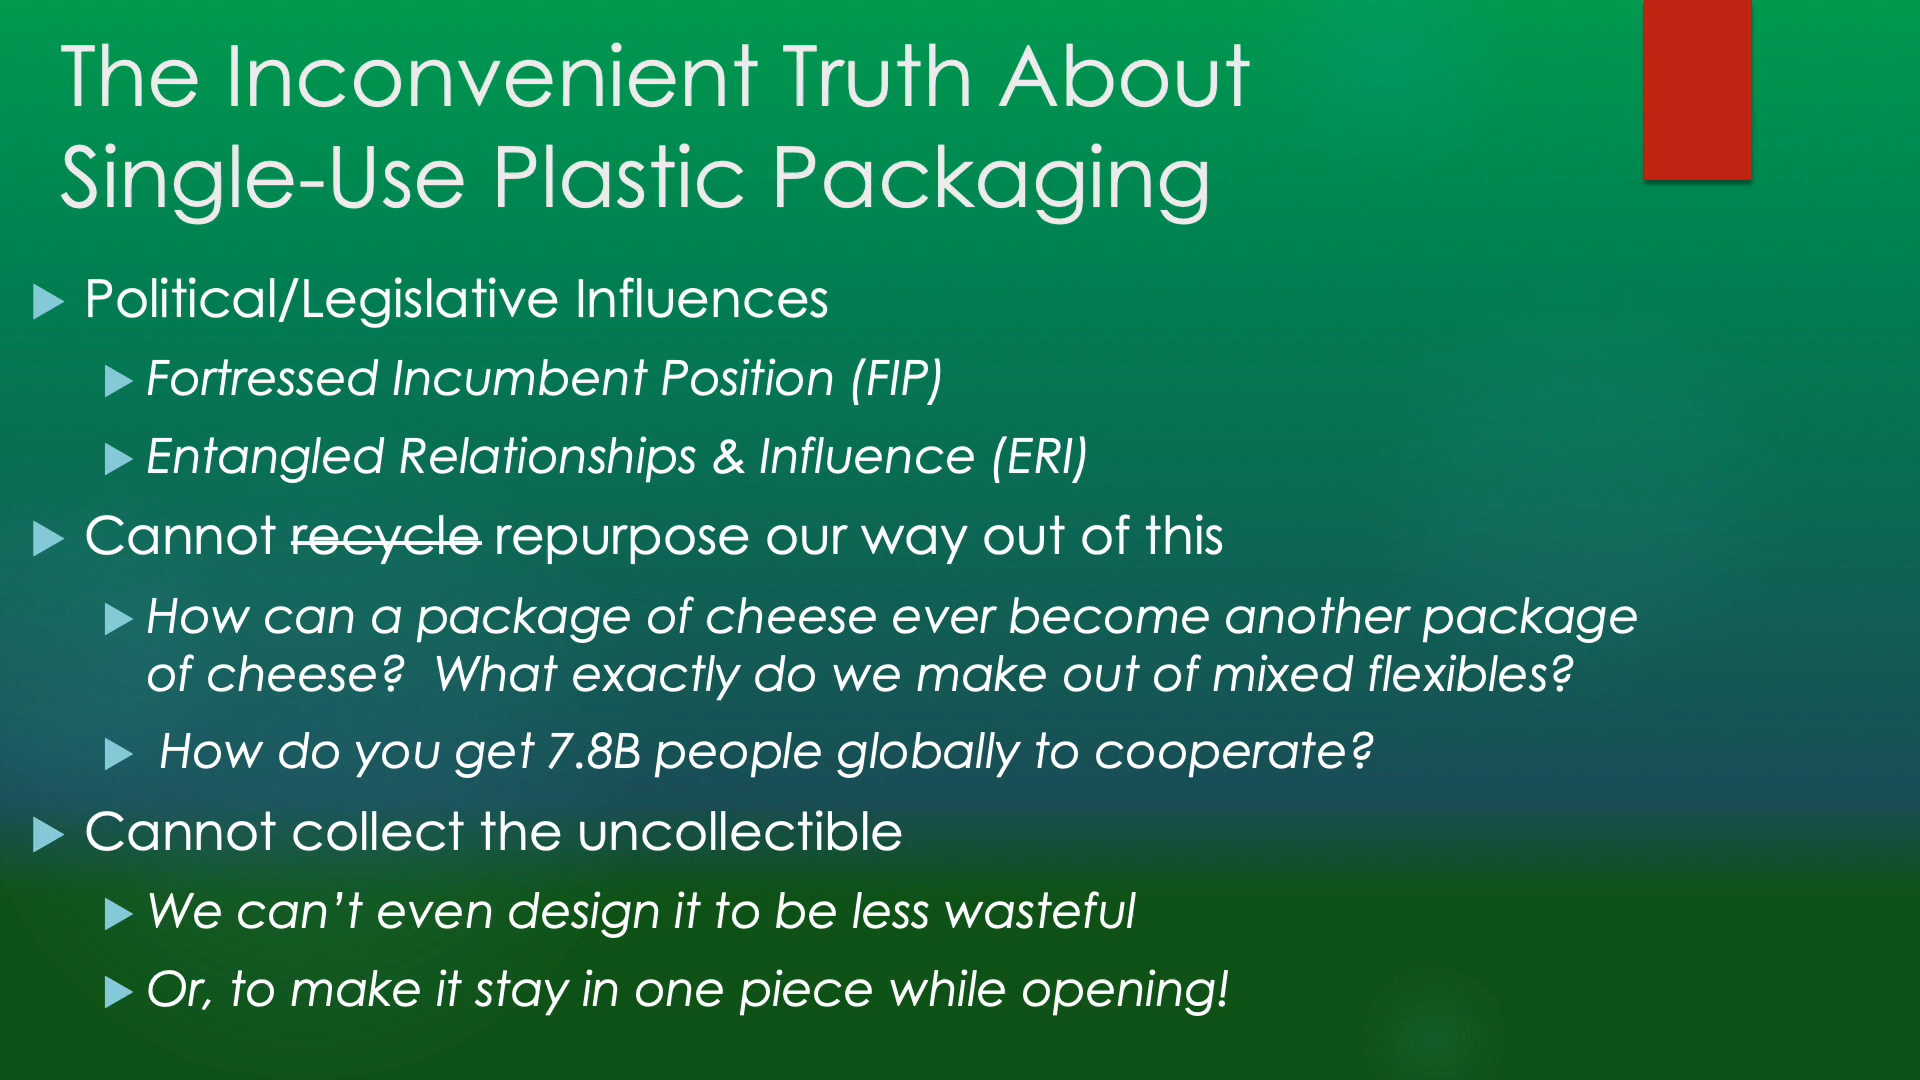 The Inconvenient Truth About
Single-Use Plastic Packaging
Political/Legislative Influences
Fortressed Incumbent Position (FIP)
Entangled Relationships & Influence (ERI)
Cannot recycle repurpose our way out of this
How can a package of cheese ever become another package
of cheese?  What exactly do we make out of mixed flexibles?
How do you get 7.8B people globally to cooperate?
Cannot collect the uncollectible
We can’t even design it to be less wasteful
Or, to make it stay in one piece while opening!